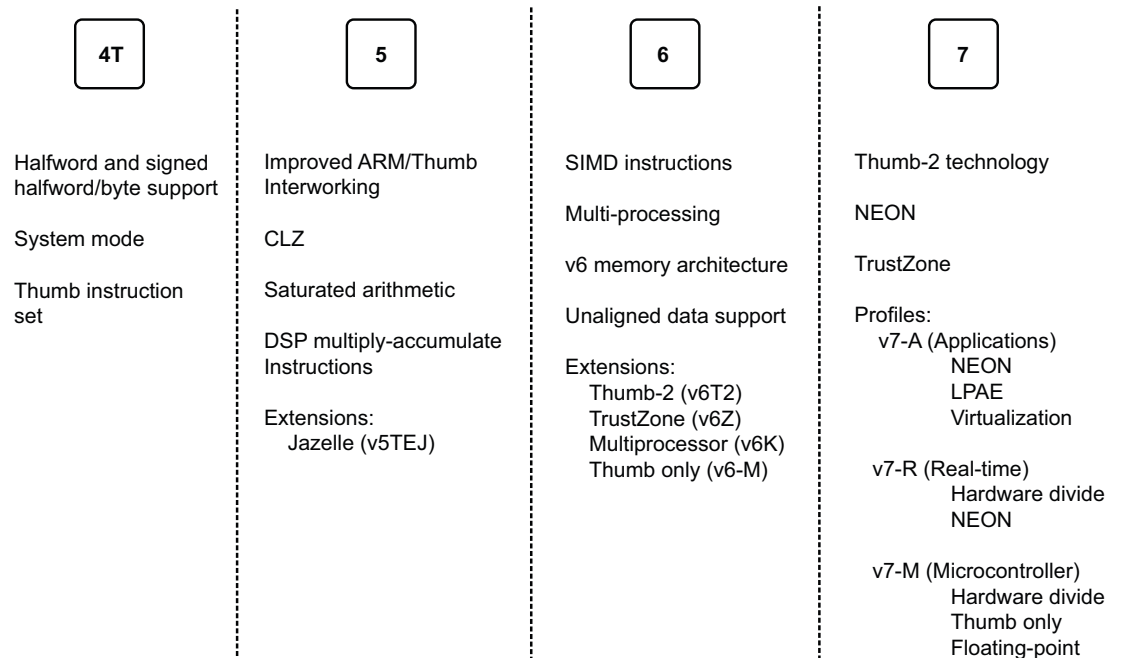 4T
Halfword and signed
halfword/byte support
System mode
Thumb instruction
set
5
Improved ARM/Thumb
Interworking
CLZ
Saturated arithmetic
DSP multiply-accumulate
Instructions
Extensions:
Jazelle (v5TEJ)
6
SIMD instructions
Multi-processing
v6 memory architecture
Unaligned data support
Extensions:
Thumb-2 (v6T2)
TrustZone (v6Z)
Multiprocessor (v6K)
Thumb only (v6-M)
7
Thumb-2 technology
NEON
TrustZone
Profiles:
v7-A (Applications)
NEON
LPAE
Virtualization
v7-R (Real-time)
Hardware divide
NEON
v7-M (Microcontroller)
Hardware divide
Thumb only
Floating-point